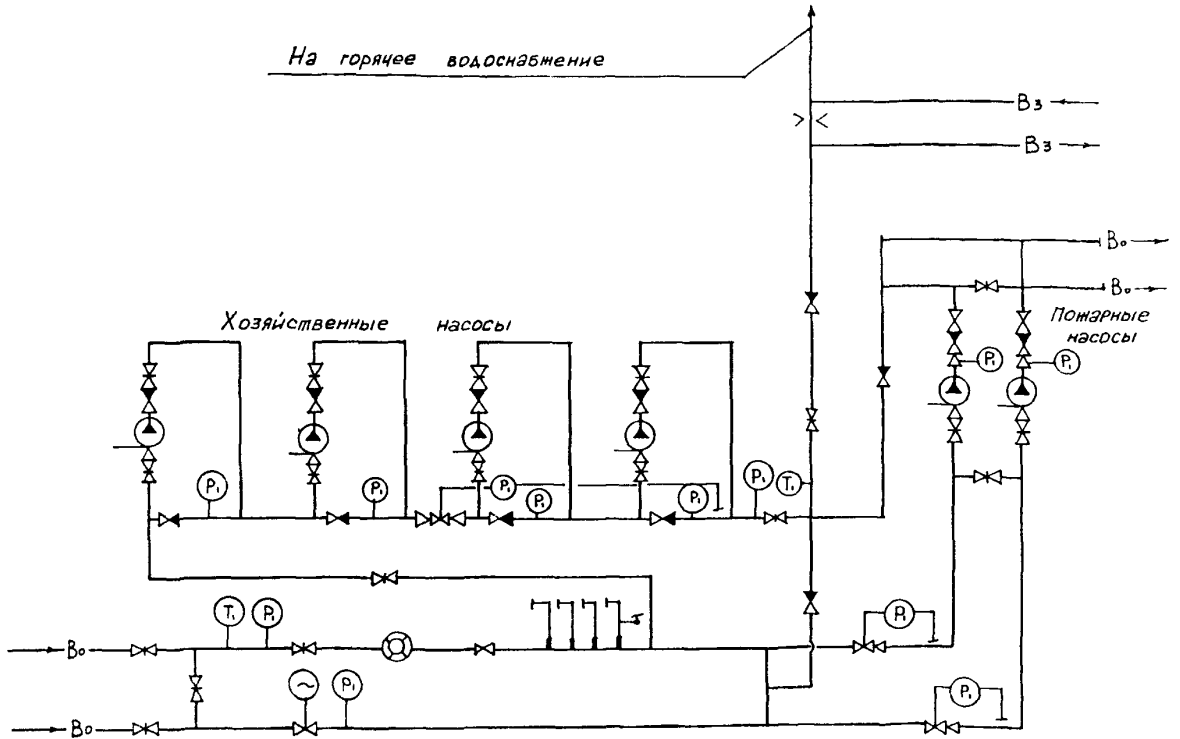 На горячее водоснабжение
В3
В3
В0
В0
Хозяйственные насосы
Пожарные
насосы
P1
P1
P1
P1
P1
P1
P1
P1
T1
T1
P1
P1
В0
P1
P1
В0